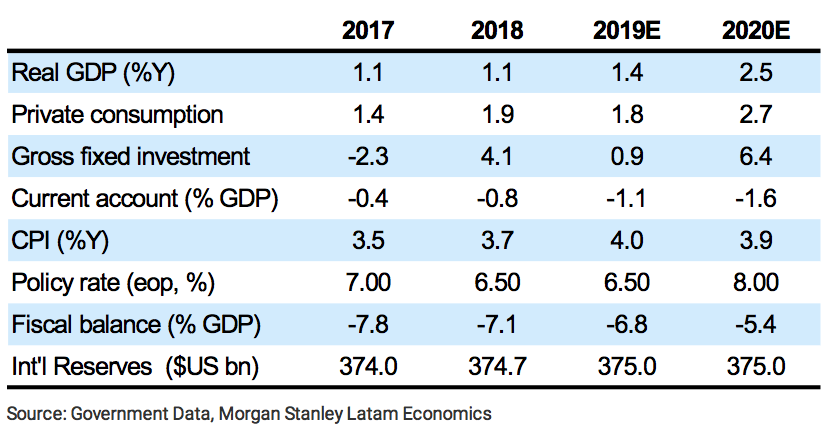 2017 2018 2019E 2020E
Real GDP (%Y) 1.1 1.1 1.4 2.5
Private consumption 1.4 1.9 1.8 2.7
Gross fixed investment -2.3 4.1 0.9 6.4
Current account (% GDP) -0.4 -0.8 -1.1 -1.6
CPI (%Y) 3.5 3.7 4.0 3.9
Policy rate (eop, %) 7.00 6.50 6.50 8.00
Fiscal balance (% GDP) -7.8 -7.1 -6.8 -5.4
Int'l Reserves ($US bn) 374.0 374.7 375.0 375.0
Source: Government Data, Morgan Stanley Latam Economics